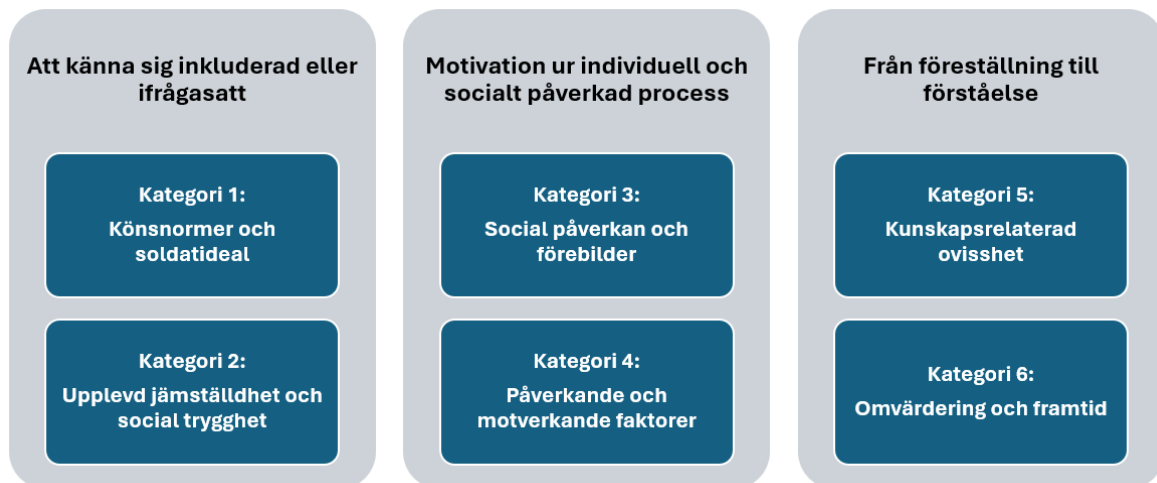 Att känna sig inkluderad eller
ifrågasatt
Kategori 1:
Könsnormer och
soldatideal
Kategori 2:
Upplevd jämställdhet och
social trygghet
Motivation ur individuell och
socialt påverkad process
Kategori 3:
Social påverkan och
förebilder
Kategori 4:
Påverkande och
motverkande faktorer
Från föreställning till
förståelse
Kategori 5:
Kunskapsrelaterad
ovisshet
Kategori 6:
Omvärdering och framtid